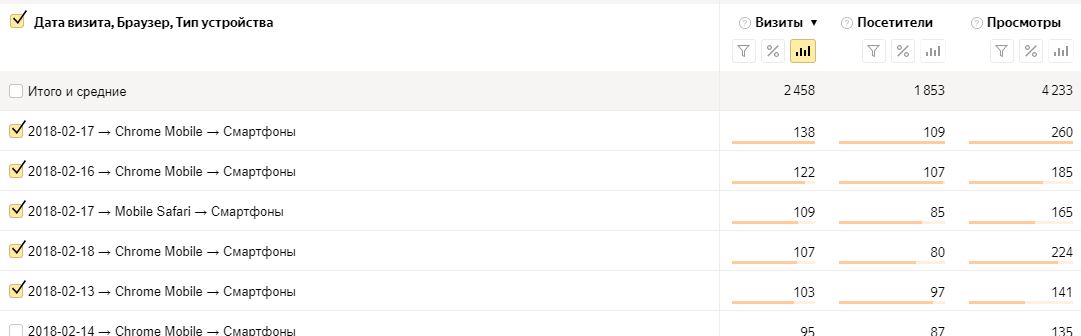 Дата визита, Браузер, Тип устройства Визиты ▼ Посетители Просмотры
% % %
Итого и средние 2 458 1 853 4 233
2018-02-17 → Chrome Mobile → Смартфоны 138 109 260
2018-02-16 → Chrome Mobile → Смартфоны 122 107 185
2018-02-17 → Mobile Safari → Смартфоны 109 85 165
2018-02-18 → Chrome Mobile → Смартфоны 107 80 224
2018-02-13 → Chrome Mobile → Смартфоны 103 97 141
2018-02-14 → Chrome Mobile → Смартфоны 95 87 135